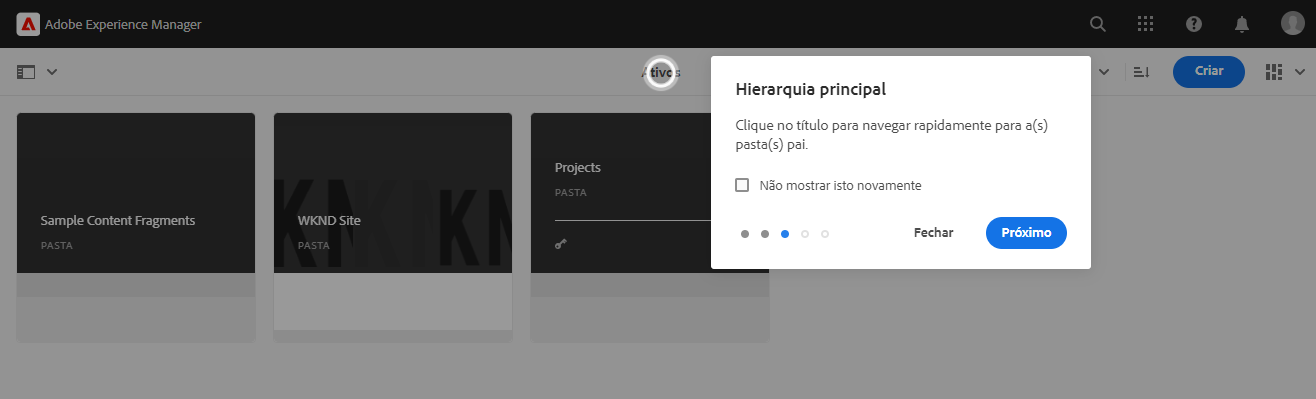 Adobe Experience Manager
Ativos
Criar
Hierarquia principal
Clique no título para navegar rapidamente para a(s)
pasta(s) pai.
Não mostrar isto novamente
Fechar
Próximo
Sample Content Fragments
PASTA
WKND Site
PASTA
Projects
PASTA